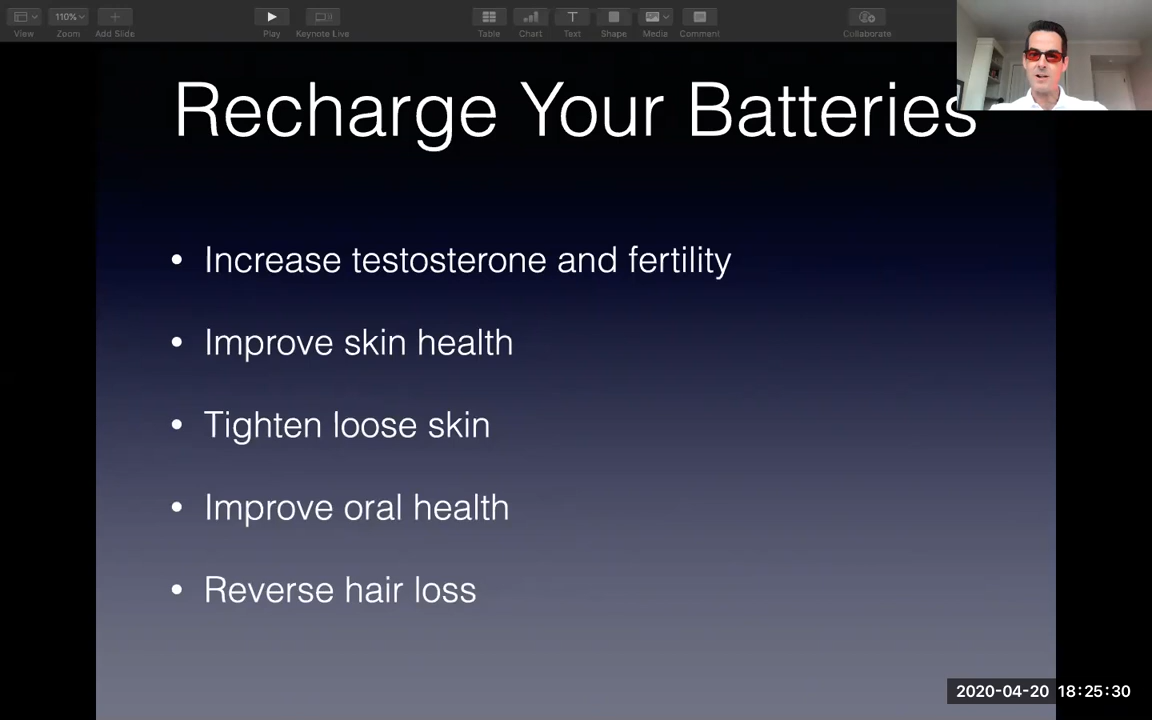 110%
View
Zoom
Add Slide
Play
Keynote Live
Table
Chart
Text
Shape
Media
Comment
Collaborate
Recharge Your Batteries
• Increase testosterone and fertility
• Improve skin health
• Tighten loose skin
• Improve oral health
• Reverse hair loss
2020-04-20 18:25:30